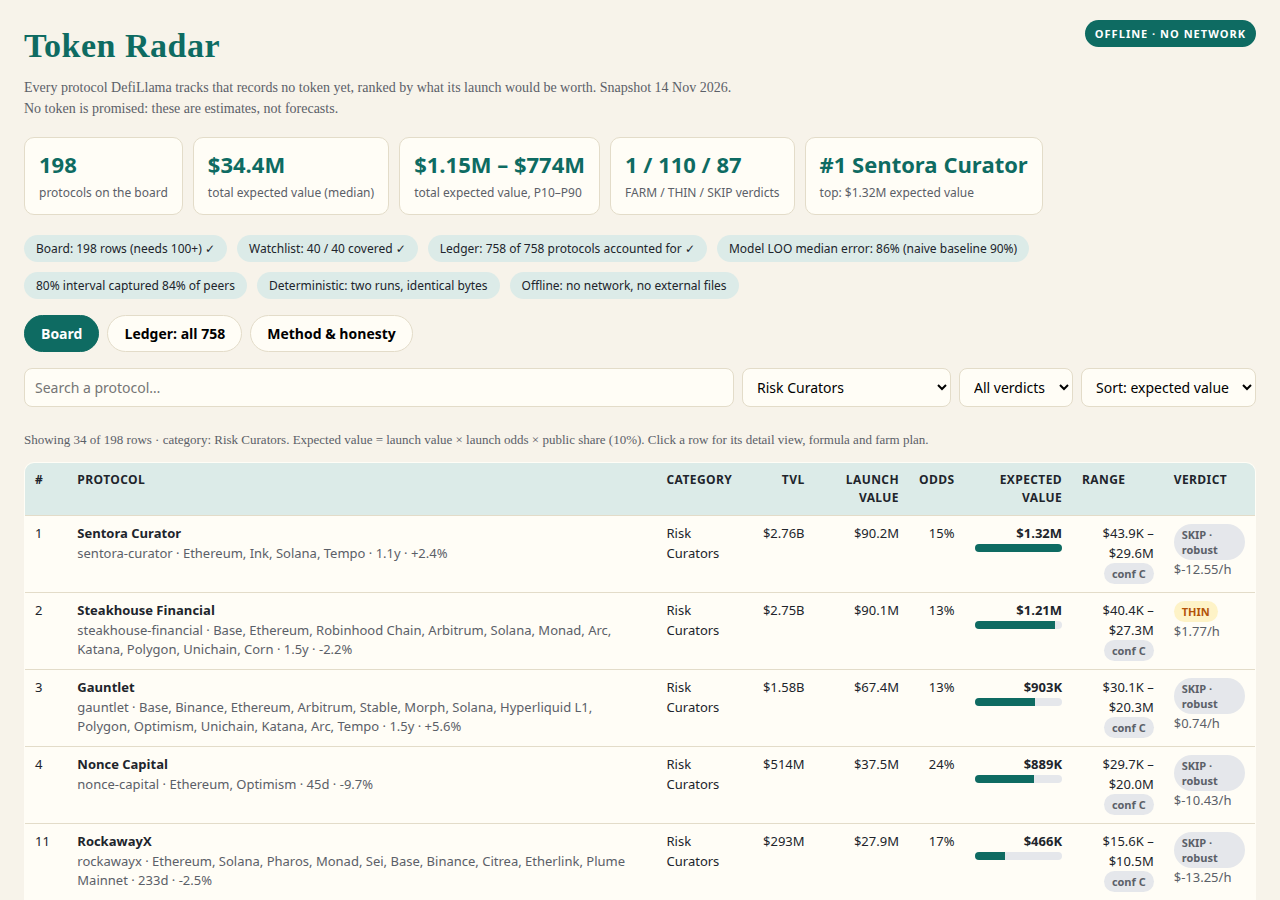 Token Radar
OFFLINE · NO NETWORK
Every protocol DefiLlama tracks that records no token yet, ranked by what its launch would be worth. Snapshot 14 Nov 2026.
No token is promised: these are estimates, not forecasts.
198
protocols on the board
$34.4M
total expected value (median)
$1.15M – $774M
total expected value, P10–P90
1 / 110 / 87
FARM / THIN / SKIP verdicts
#1 Sentora Curator
top: $1.32M expected value
Board: 198 rows (needs 100+) ✓
Watchlist: 40 / 40 covered ✓
Ledger: 758 of 758 protocols accounted for ✓
Model LOO median error: 86% (naive baseline 90%)
80% interval captured 84% of peers
Deterministic: two runs, identical bytes
Offline: no network, no external files
Board
Ledger: all 758
Method & honesty
Search a protocol...
Risk Curators
All verdicts
Sort: expected value
Showing 34 of 198 rows · category: Risk Curators. Expected value = launch value × launch odds × public share (10%). Click a row for its detail view, formula and farm plan.
# PROTOCOL CATEGORY TVL LAUNCH VALUE ODDS EXPECTED VALUE RANGE VERDICT
1 Sentora Curator Risk Curators $2.76B $90.2M 15% $1.32M $43.9K – $29.6M SKIP · robust
sentora-curator · Ethereum, Ink, Solana, Tempo · 1.1y · +2.4%
conf C $-12.55/h
2 Steakhouse Financial Risk Curators $2.75B $90.1M 13% $1.21M $40.4K – $27.3M THIN
steakhouse-financial · Base, Ethereum, Robinhood Chain, Arbitrum, Solana, Monad, Arc,
Katana, Polygon, Unichain, Corn · 1.5y · -2.2%
conf C $1.77/h
3 Gauntlet Risk Curators $1.58B $67.4M 13% $903K $30.1K – $20.3M SKIP · robust
gauntlet · Base, Binance, Ethereum, Arbitrum, Stable, Morph, Solana, Hyperliquid L1,
Polygon, Optimism, Unichain, Katana, Arc, Tempo · 1.5y · +5.6%
conf C $0.74/h
4 Nonce Capital Risk Curators $514M $37.5M 24% $889K $29.7K – $20.0M SKIP · robust
nonce-capital · Ethereum, Optimism · 45d · -9.7%
conf C $-10.43/h
11 RockawayX Risk Curators $293M $27.9M 17% $466K $15.6K – $10.5M SKIP · robust
rockawayx · Ethereum, Solana, Pharos, Monad, Sei, Base, Binance, Citrea, Etherlink, Plume
Mainnet · 233d · -2.5%
conf C $-13.25/h